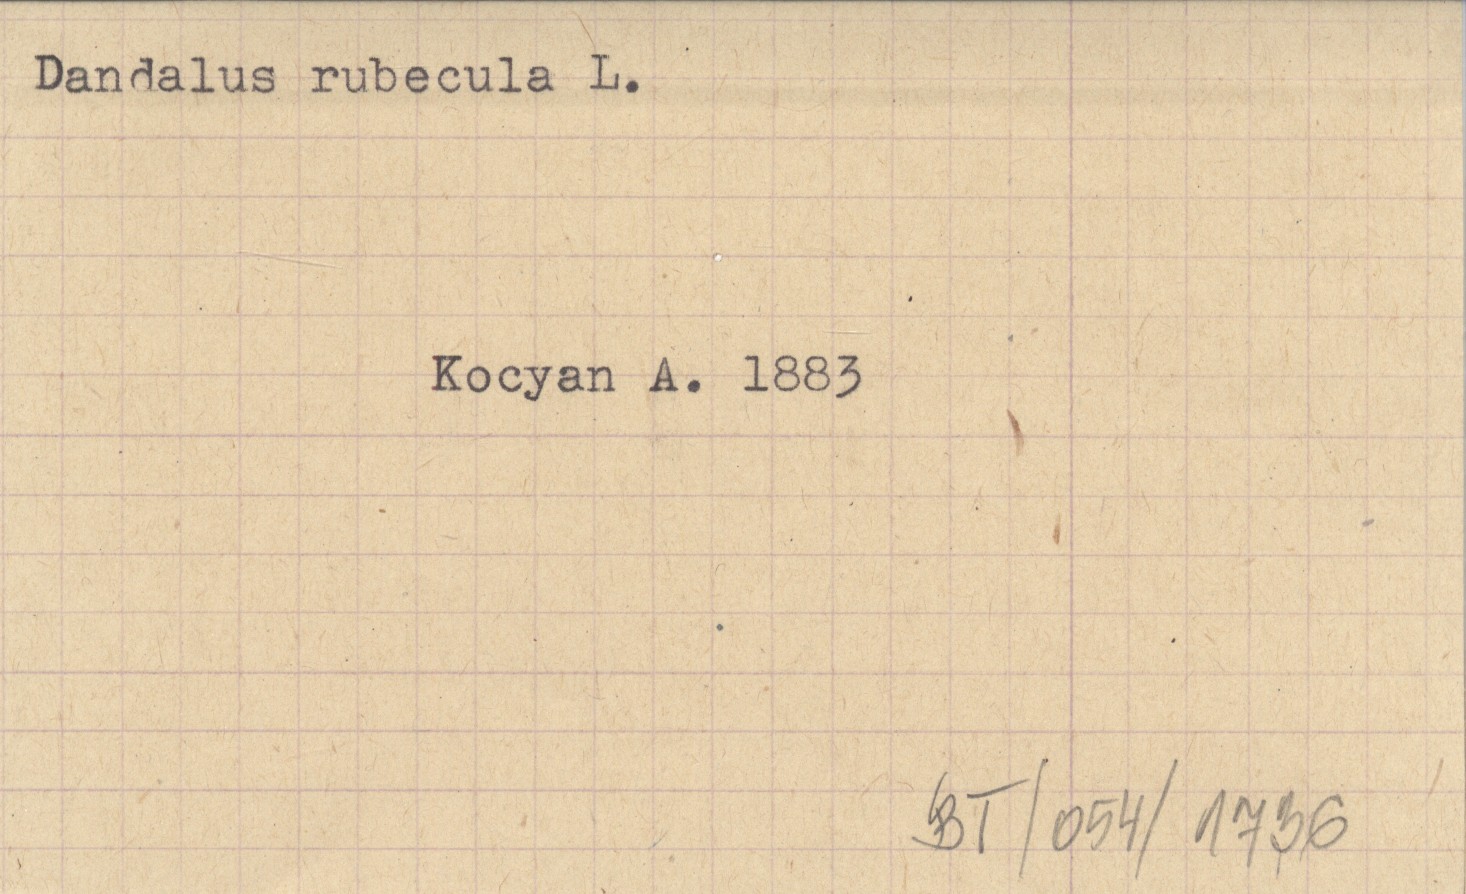 Dandalus rubecula L.
Kocyan A. 1883
BT/054/1736